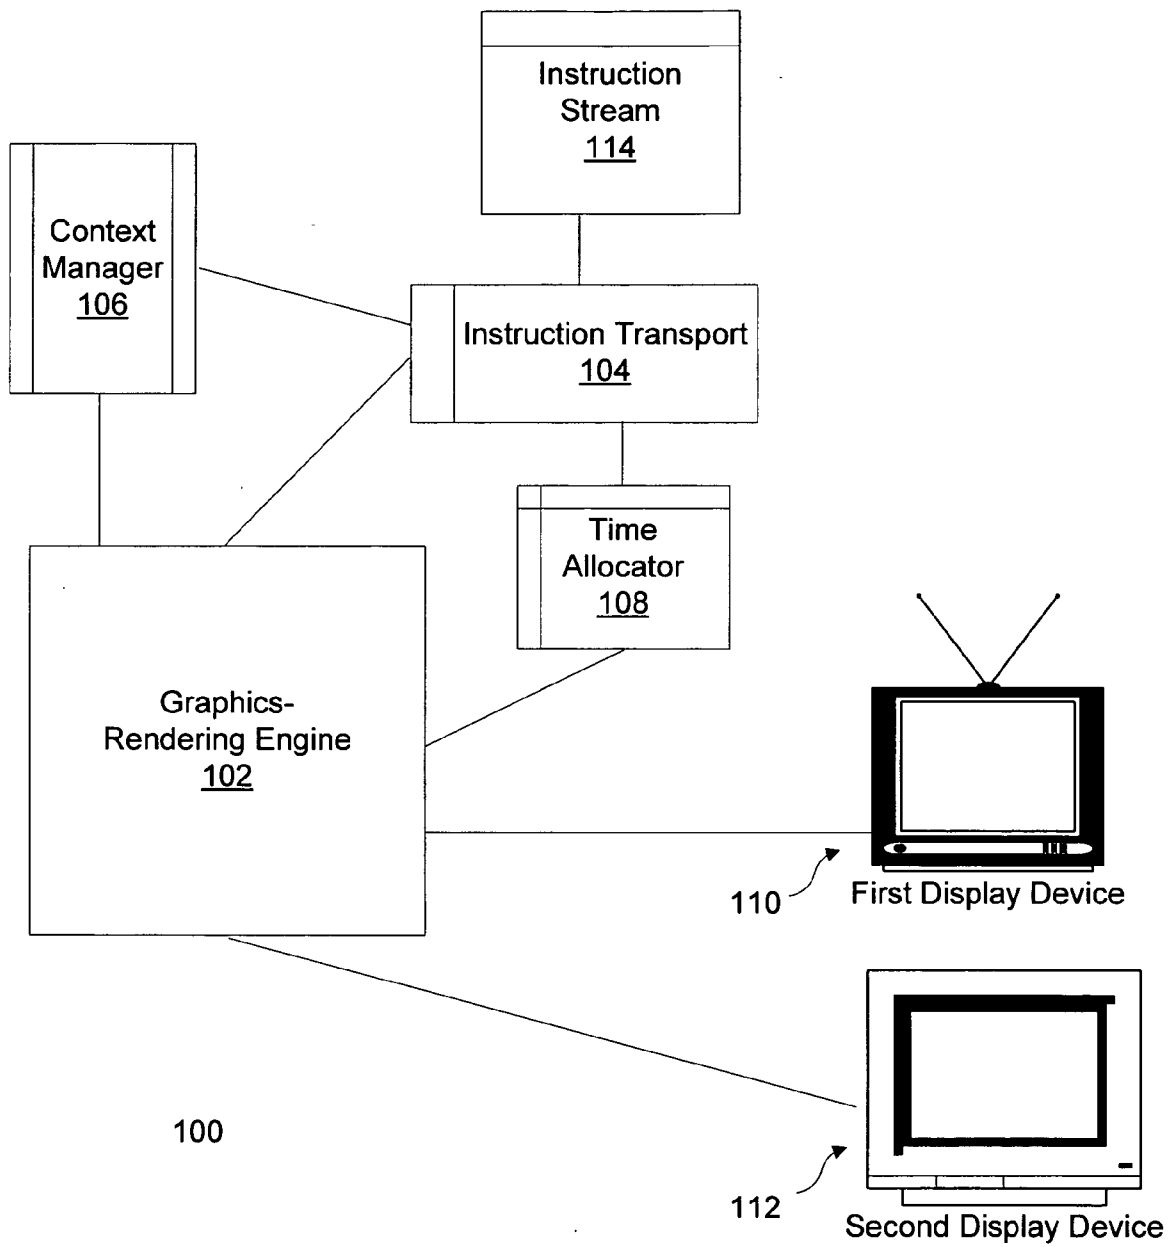 Instruction
Stream
114
Context
Manager
106
Instruction Transport
104
Time
Allocator
108
Graphics-
Rendering Engine
102
110
First Display Device
100
112
Second Display Device